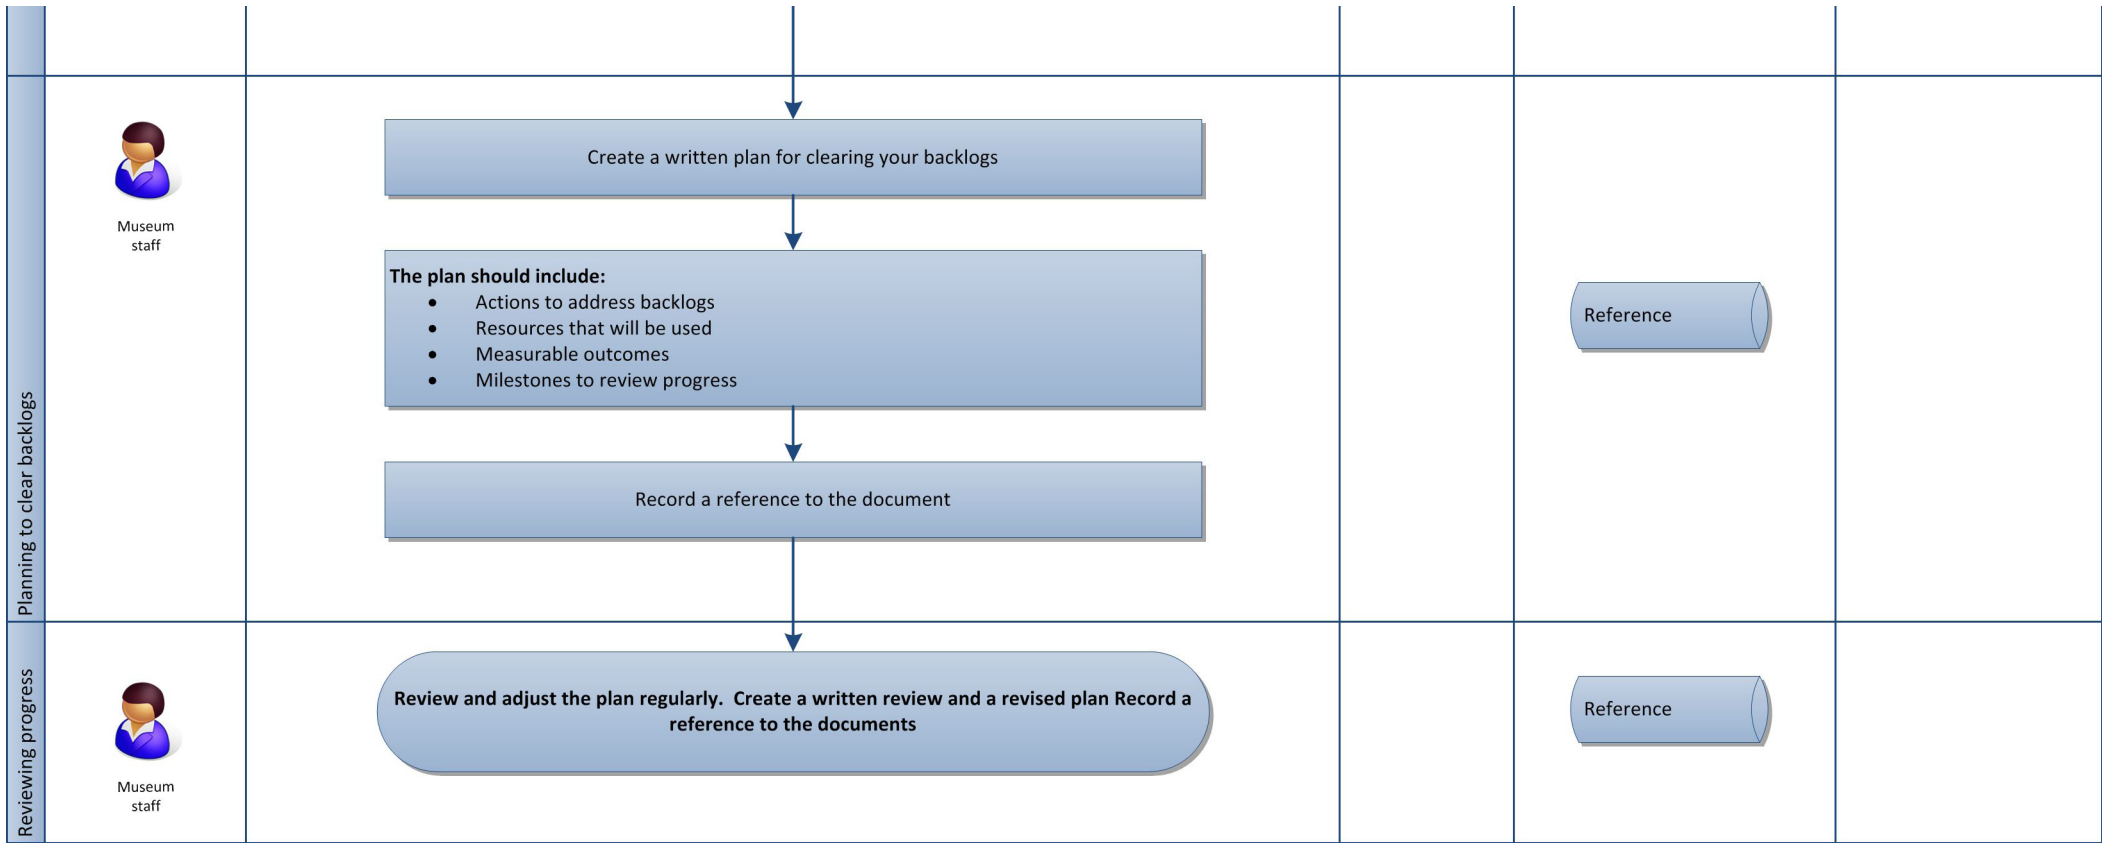 Planning to clear backlogs
Museum
staff
Create a written plan for clearing your backlogs
The plan should include:
• Actions to address backlogs
• Resources that will be used
• Measurable outcomes
• Milestones to review progress
Reference
Record a reference to the document
Reviewing progress
Museum
staff
Review and adjust the plan regularly.  Create a written review and a revised plan Record a
reference to the documents
Reference